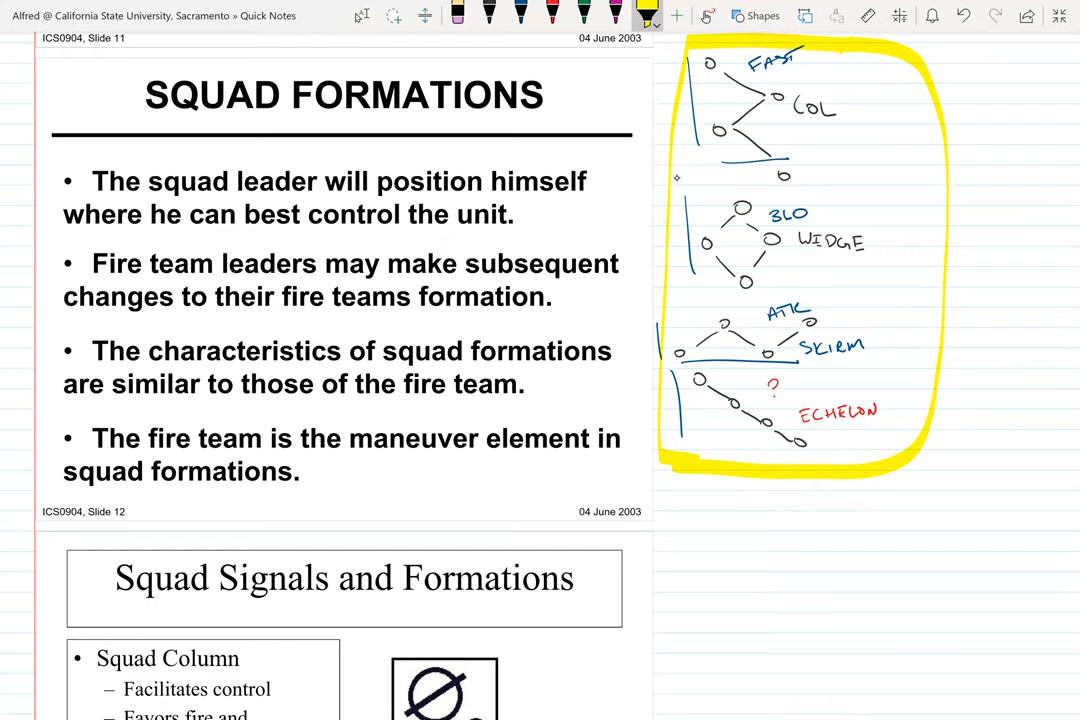 Alfred @ California State University, Sacramento » Quick Notes
Shapes
ICS0904, Slide 11
04 June 2003
SQUAD FORMATIONS
• The squad leader will position himself
where he can best control the unit.
• Fire team leaders may make subsequent
changes to their fire teams formation.
• The characteristics of squad formations
are similar to those of the fire team.
• The fire team is the maneuver element in
squad formations.
ICS0904, Slide 12
04 June 2003
FAST
COL
WIDGE
ATK
SKIRM
?
ECHELON
Squad Signals and Formations
• Squad Column
– Facilitates control
– Favors fire and